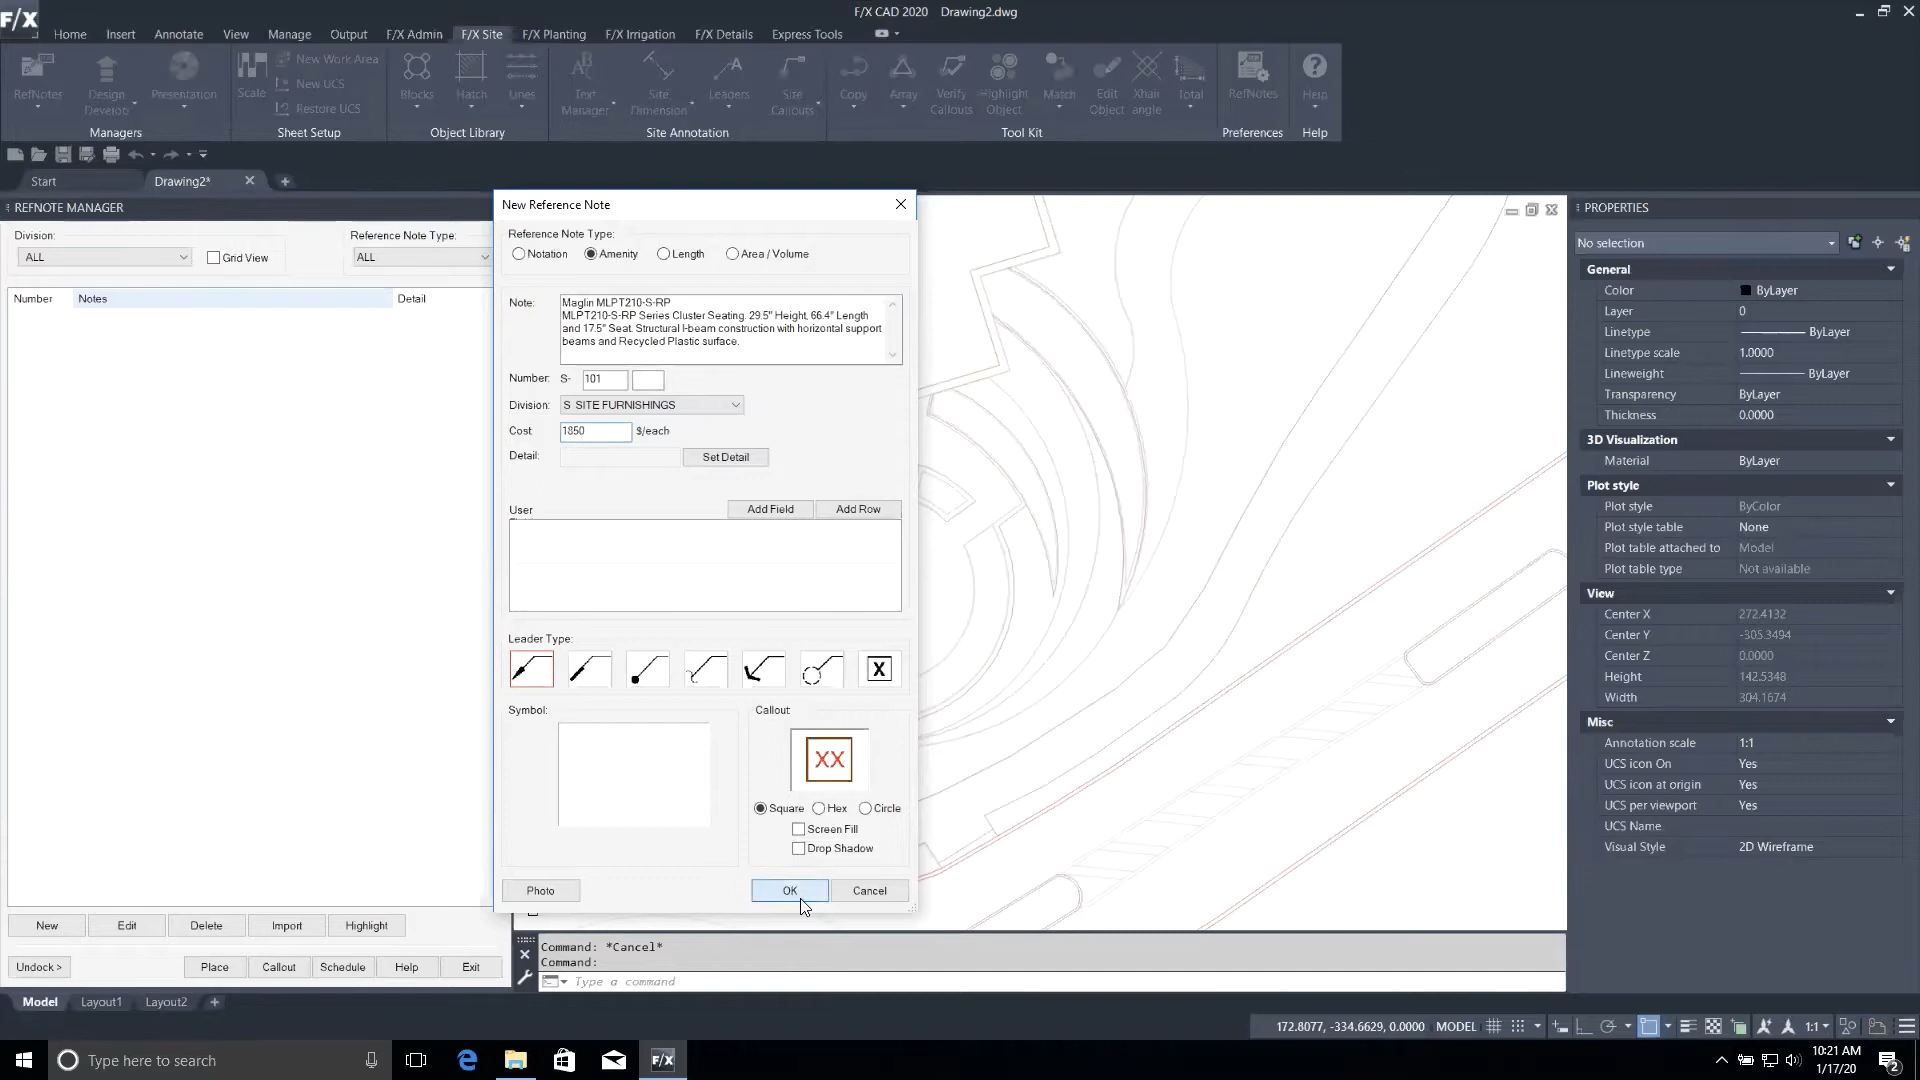 F/X
F/X CAD 2020 Drawing2.dwg
Home Insert Annotate View Manage Output F/X Admin F/X Site F/X Planting F/X Irrigation F/X Details Express Tools
RefNotes
Design
Develop
Presentation
Scale
New Work Area
New UCS
Restore UCS
Blocks
Hatch
Lines
Text
Manager
Site
Dimension
Leaders
Site
Callouts
Copy
Array
Verify
Callouts
Highlight
Object
Match
Edit
Object
Xhair
angle
Total
RefNotes
Help
Managers Sheet Setup Object Library Site Annotation Tool Kit Preferences Help
Start Drawing2*
REFNOTE MANAGER
Division:
ALL
Grid View
Reference Note Type:
ALL
Number Notes Detail
New Edit Delete Import Highlight
Undock > Place Callout Schedule Help Exit
New Reference Note
Reference Note Type:
Notation Amenity Length Area / Volume
Note:
Maglin MLPT210-S-RP
MLPT210-S-RP Series Cluster Seating. 29.5" Height, 66.4" Length
and 17.5" Seat. Structural I-beam construction with horizontal support
beams and Recycled Plastic surface.
Number: S- 101
Division: S SITE FURNISHINGS
Cost 1850 $/each
Detail: Set Detail
User Add Field Add Row
Leader Type:
X
Symbol:
Callout
XX
Square Hex Circle
Screen Fill
Drop Shadow
Photo OK Cancel
Command: *Cancel*
Command:
Type a command
PROPERTIES
No selection
General
Color ByLayer
Layer 0
Linetype ByLayer
Linetype scale 1.0000
Lineweight ByLayer
Transparency ByLayer
Thickness 0.0000
3D Visualization
Material ByLayer
Plot style
Plot style ByColor
Plot style table None
Plot table attached to Model
Plot table type Not available
View
Center X 272.4132
Center Y -305.3494
Center Z 0.0000
Height 142.5348
Width 304.1674
Misc
Annotation scale 1:1
UCS icon On Yes
UCS icon at origin Yes
UCS per viewport Yes
UCS Name
Visual Style 2D Wireframe
Model Layout1 Layout2
172.8077, -334.6629, 0.0000 MODEL 1:1
Type here to search
F/X
10:21 AM
1/17/20
2